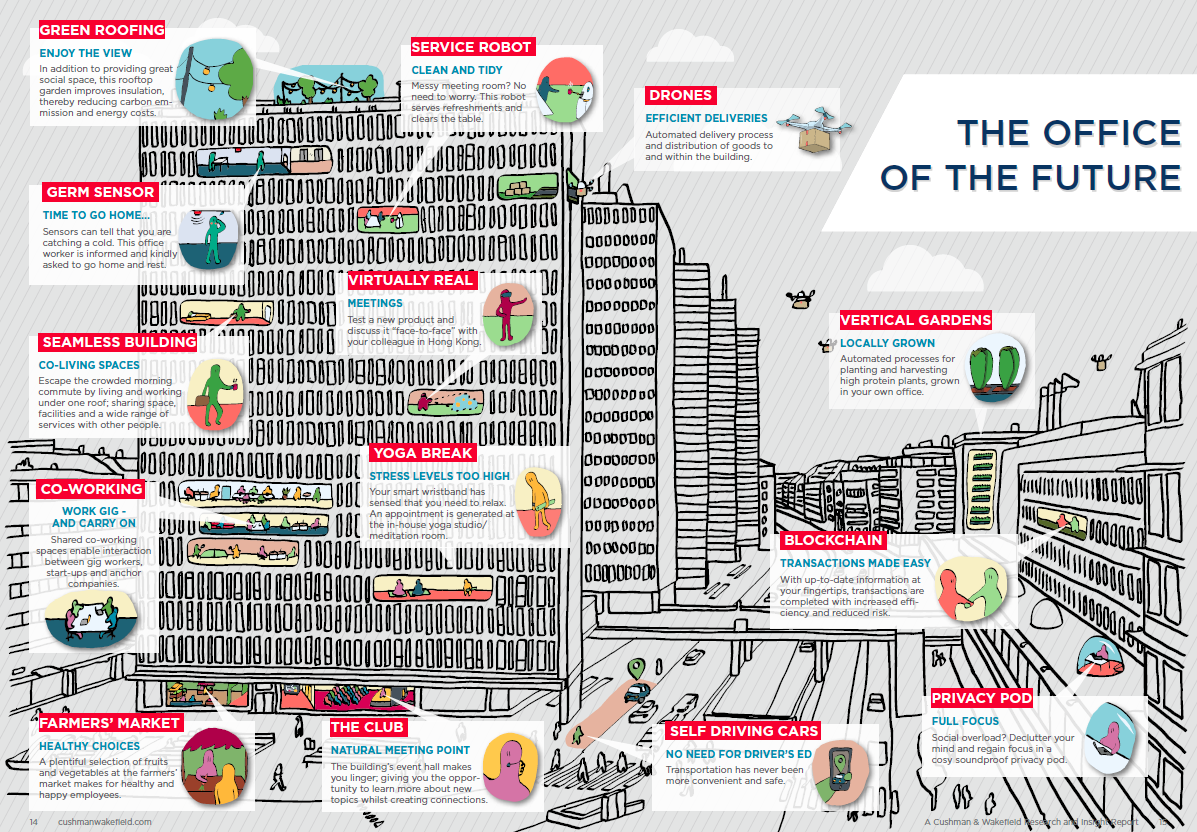 GREEN ROOFING
ENJOY THE VIEW
In addition to providing great
social space, this rooftop
garden improves insulation,
thereby reducing carbon em-
mission and energy costs.
SERVICE ROBOT
CLEAN AND TIDY
Messy meeting room? No
need to worry. This robot
serves refreshments and
clears the table.
DRONES
EFFICIENT DELIVERIES
Automated delivery process
and distribution of goods to
and within the building.
THE OFFICE
OF THE FUTURE
GERM SENSOR
TIME TO GO HOME...
Sensors can tell that you are
catching a cold. This office
worker is informed and kindly
asked to go home and rest.
VIRTUALLY REAL
MEETINGS
Test a new product and
discuss it “face-to-face” with
your colleague in Hong Kong.
VERTICAL GARDENS
LOCALLY GROWN
Automated processes for
planting and harvesting
high protein plants, grown
in your own office.
SEAMLESS BUILDING
CO-LIVING SPACES
Escape the crowded morning
commute by living and working
under one roof; sharing space,
facilities and a wide range of
services with other people.
YOGA BREAK
STRESS LEVELS TOO HIGH
Your smart wristband has
sensed that you need to relax.
An appointment is generated at
the in-house yoga studio/
meditation room.
CO-WORKING
WORK GIG -
AND CARRY ON
Shared co-working
spaces enable interaction
between gig workers,
start-ups and anchor
companies.
BLOCKCHAIN
TRANSACTIONS MADE EASY
With up-to-date information at
your fingertips, transactions are
completed with increased effi-
ciency and reduced risk.
PRIVACY POD
FULL FOCUS
Social overload? Declutter your
mind and regain focus in a
cosy soundproof privacy pod.
FARMERS’ MARKET
HEALTHY CHOICES
A plentiful selection of fruits
and vegetables at the farmers’
market makes for healthy and
happy employees.
THE CLUB
NATURAL MEETING POINT
The building’s event hall makes
you linger; giving you the oppor-
tunity to learn more about new
topics whilst creating connections.
SELF DRIVING CARS
NO NEED FOR DRIVER’S ED
Transportation has never been
more convenient and safe.
14 cushmanwakefield.com
A Cushman & Wakefield Research and Insight Report 15